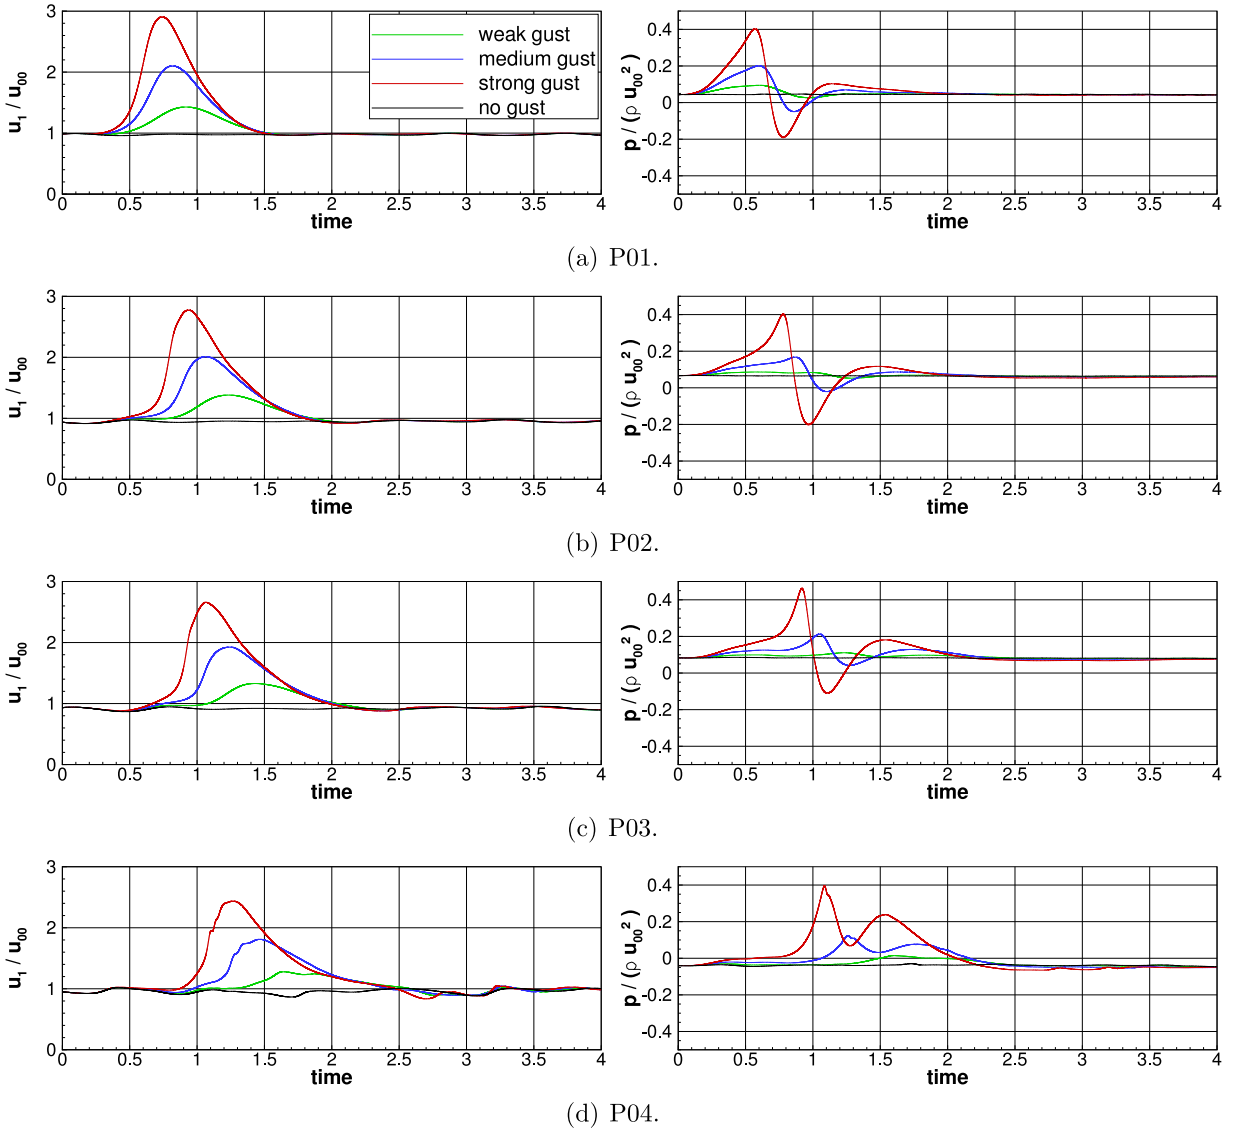 3
2
1
0
u₁ / u₀₀
0 0.5 1 1.5 2 2.5 3 3.5 4
time
weak gust
medium gust
strong gust
no gust
0.4
0.2
0
-0.2
-0.4
p / (ρ u₀₀²)
0 0.5 1 1.5 2 2.5 3 3.5 4
time
(a) P01.
3
2
1
0
u₁ / u₀₀
0 0.5 1 1.5 2 2.5 3 3.5 4
time
0.4
0.2
0
-0.2
-0.4
p / (ρ u₀₀²)
0 0.5 1 1.5 2 2.5 3 3.5 4
time
(b) P02.
3
2
1
0
u₁ / u₀₀
0 0.5 1 1.5 2 2.5 3 3.5 4
time
0.4
0.2
0
-0.2
-0.4
p / (ρ u₀₀²)
0 0.5 1 1.5 2 2.5 3 3.5 4
time
(c) P03.
3
2
1
0
u₁ / u₀₀
0 0.5 1 1.5 2 2.5 3 3.5 4
time
0.4
0.2
0
-0.2
-0.4
p / (ρ u₀₀²)
0 0.5 1 1.5 2 2.5 3 3.5 4
time
(d) P04.